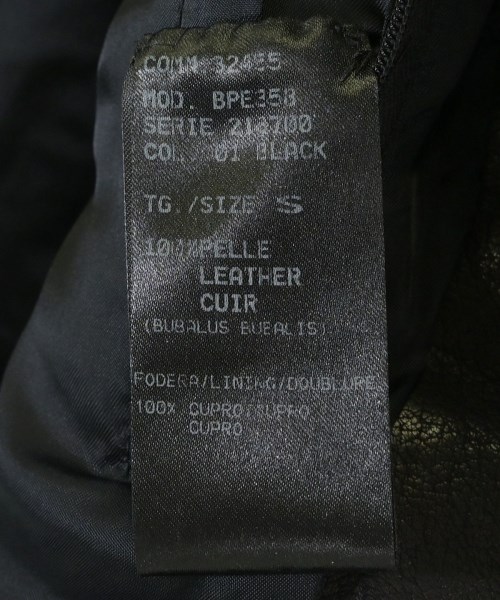 COMM 32455
MOD. BPE358
SERIE 212700
COL. 01 BLACK
TG./SIZE S
100%PELLE
LEATHER
CUIR
(BUBALUS BUBALIS)
FODERA/LINING/DOUBLURE
100% CUPRO/CUPRO
CUPRO